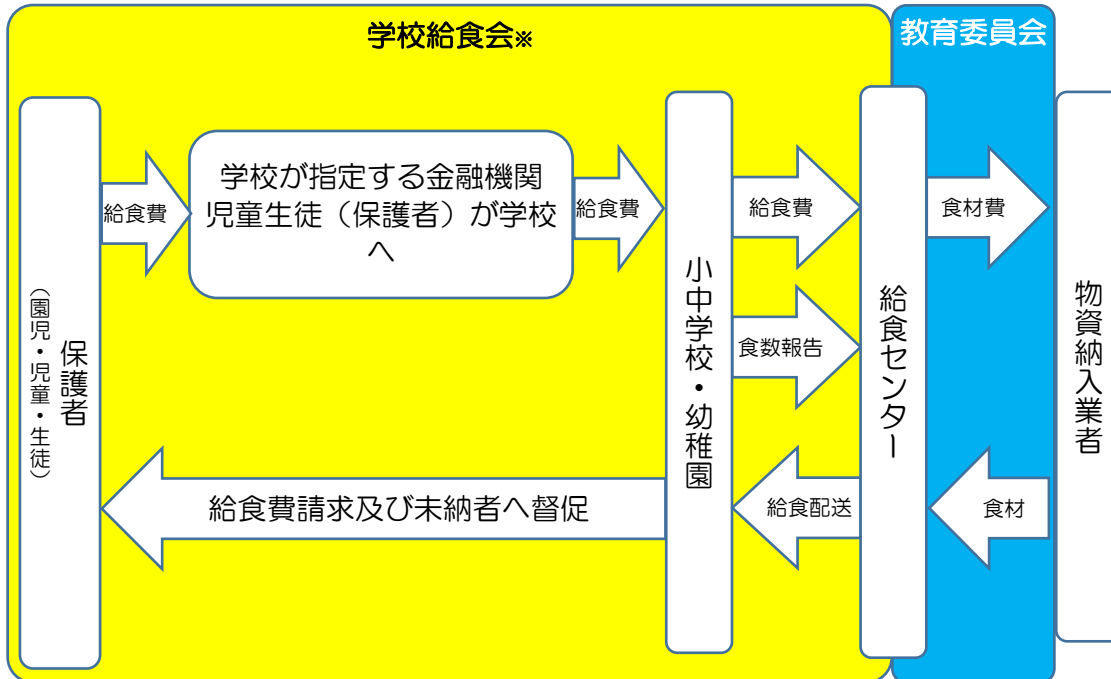 学校給食会※
教育委員会
保護者
（園児・児童・生徒）
給食費
学校が指定する金融機関
児童生徒（保護者）が学校
へ
給食費
小中学校・幼稚園
給食費
食数報告
給食センター
食材費
物資納入業者
給食費請求及び未納者へ督促
給食配送
食材